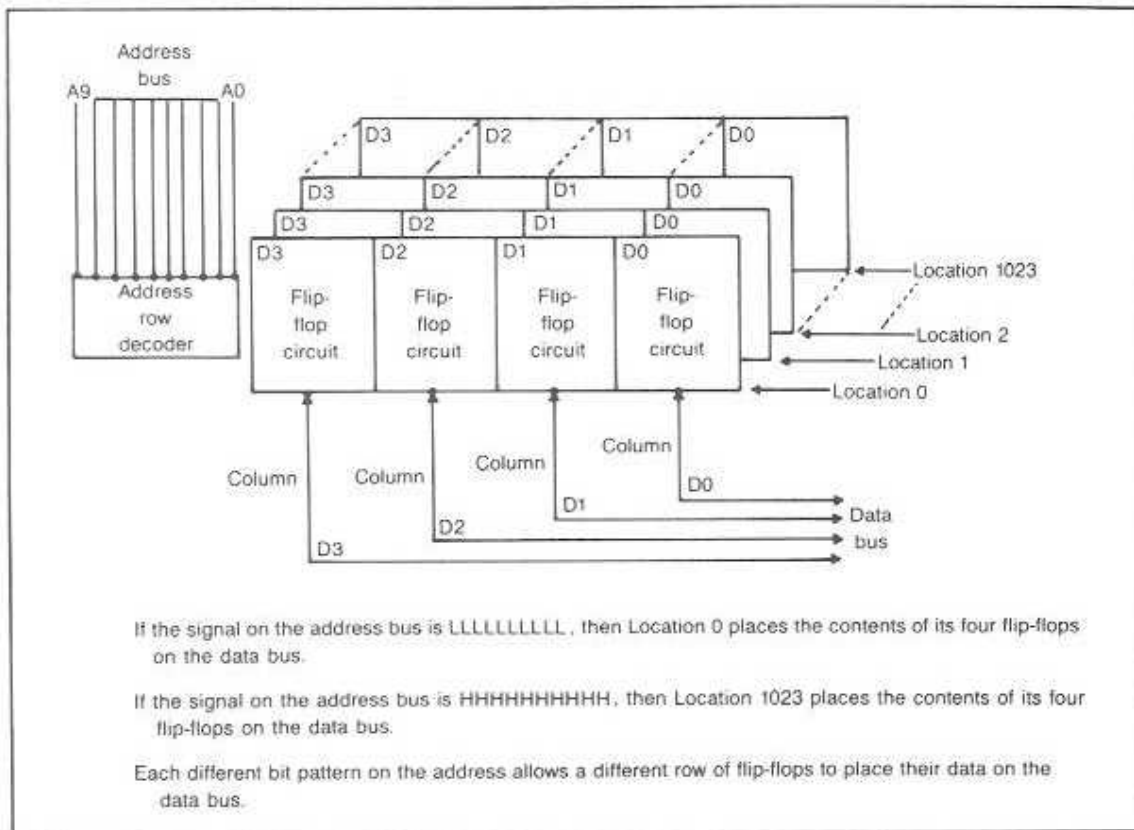 Address
bus
A9 A0
D3 D2 D1 D0
D3 D2 D1 D0
D3 D2 D1 D0
D3 D2 D1 D0
Address
row
decoder
Flip-
flop
circuit
Flip-
flop
circuit
Flip-
flop
circuit
Flip-
flop
circuit
Location 1023
Location 2
Location 1
Location 0
Column
Column
Column
Column
D0
D1
D2
D3
Data
bus
If the signal on the address bus is LLLLLLLLLL, then Location 0 places the contents of its four flip-flops
on the data bus.
If the signal on the address bus is HHHHHHHHHH, then Location 1023 places the contents of its four
flip-flops on the data bus.
Each different bit pattern on the address allows a different row of flip-flops to place their data on the
data bus.